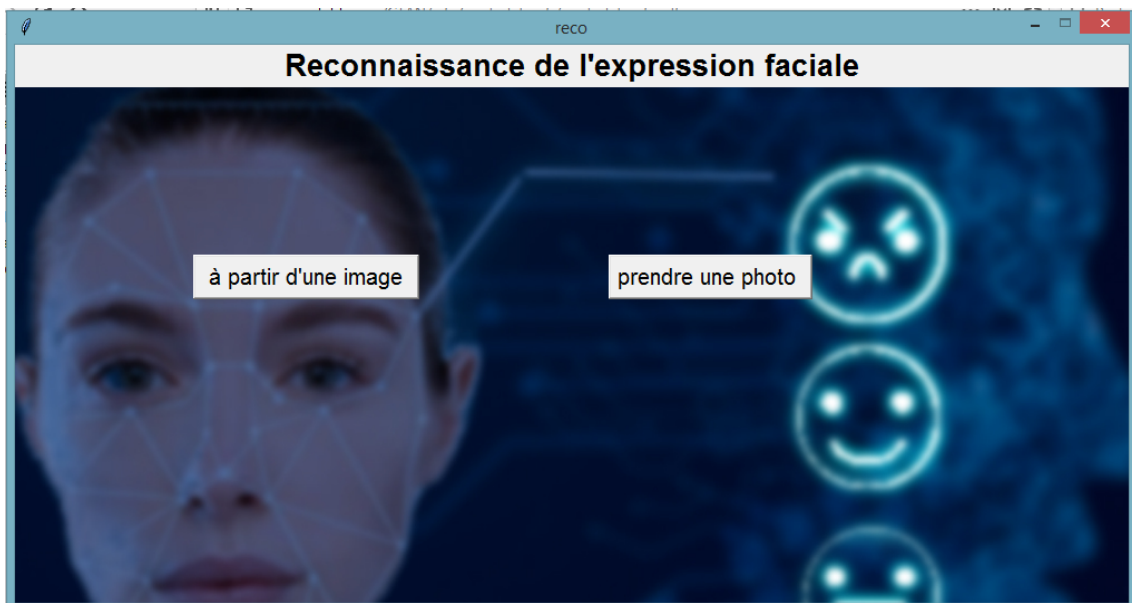 reco
Reconnaissance de l'expression faciale
à partir d'une image
prendre une photo